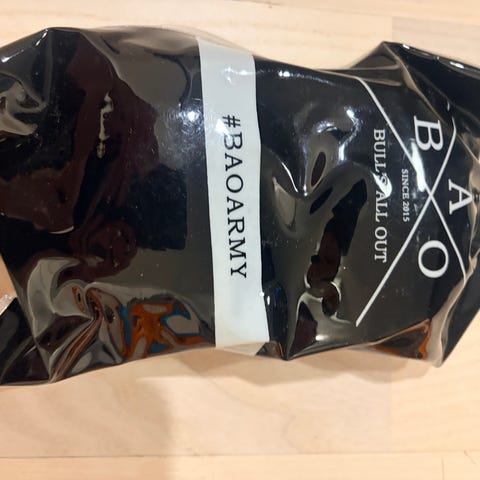 B A O
SINCE 2015
BULL'S ALL OUT
#BAOARMY